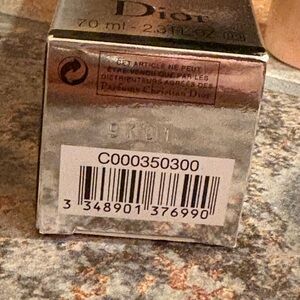 Dior
70 ml - 2.3 fl.oz
CET ARTICLE NE PEUT
ÊTRE VENDU QUE PAR LES
DISTRIBUTEURS AGRÉÉS DES
Parfums Christian Dior
C000350300
3 348901 376990